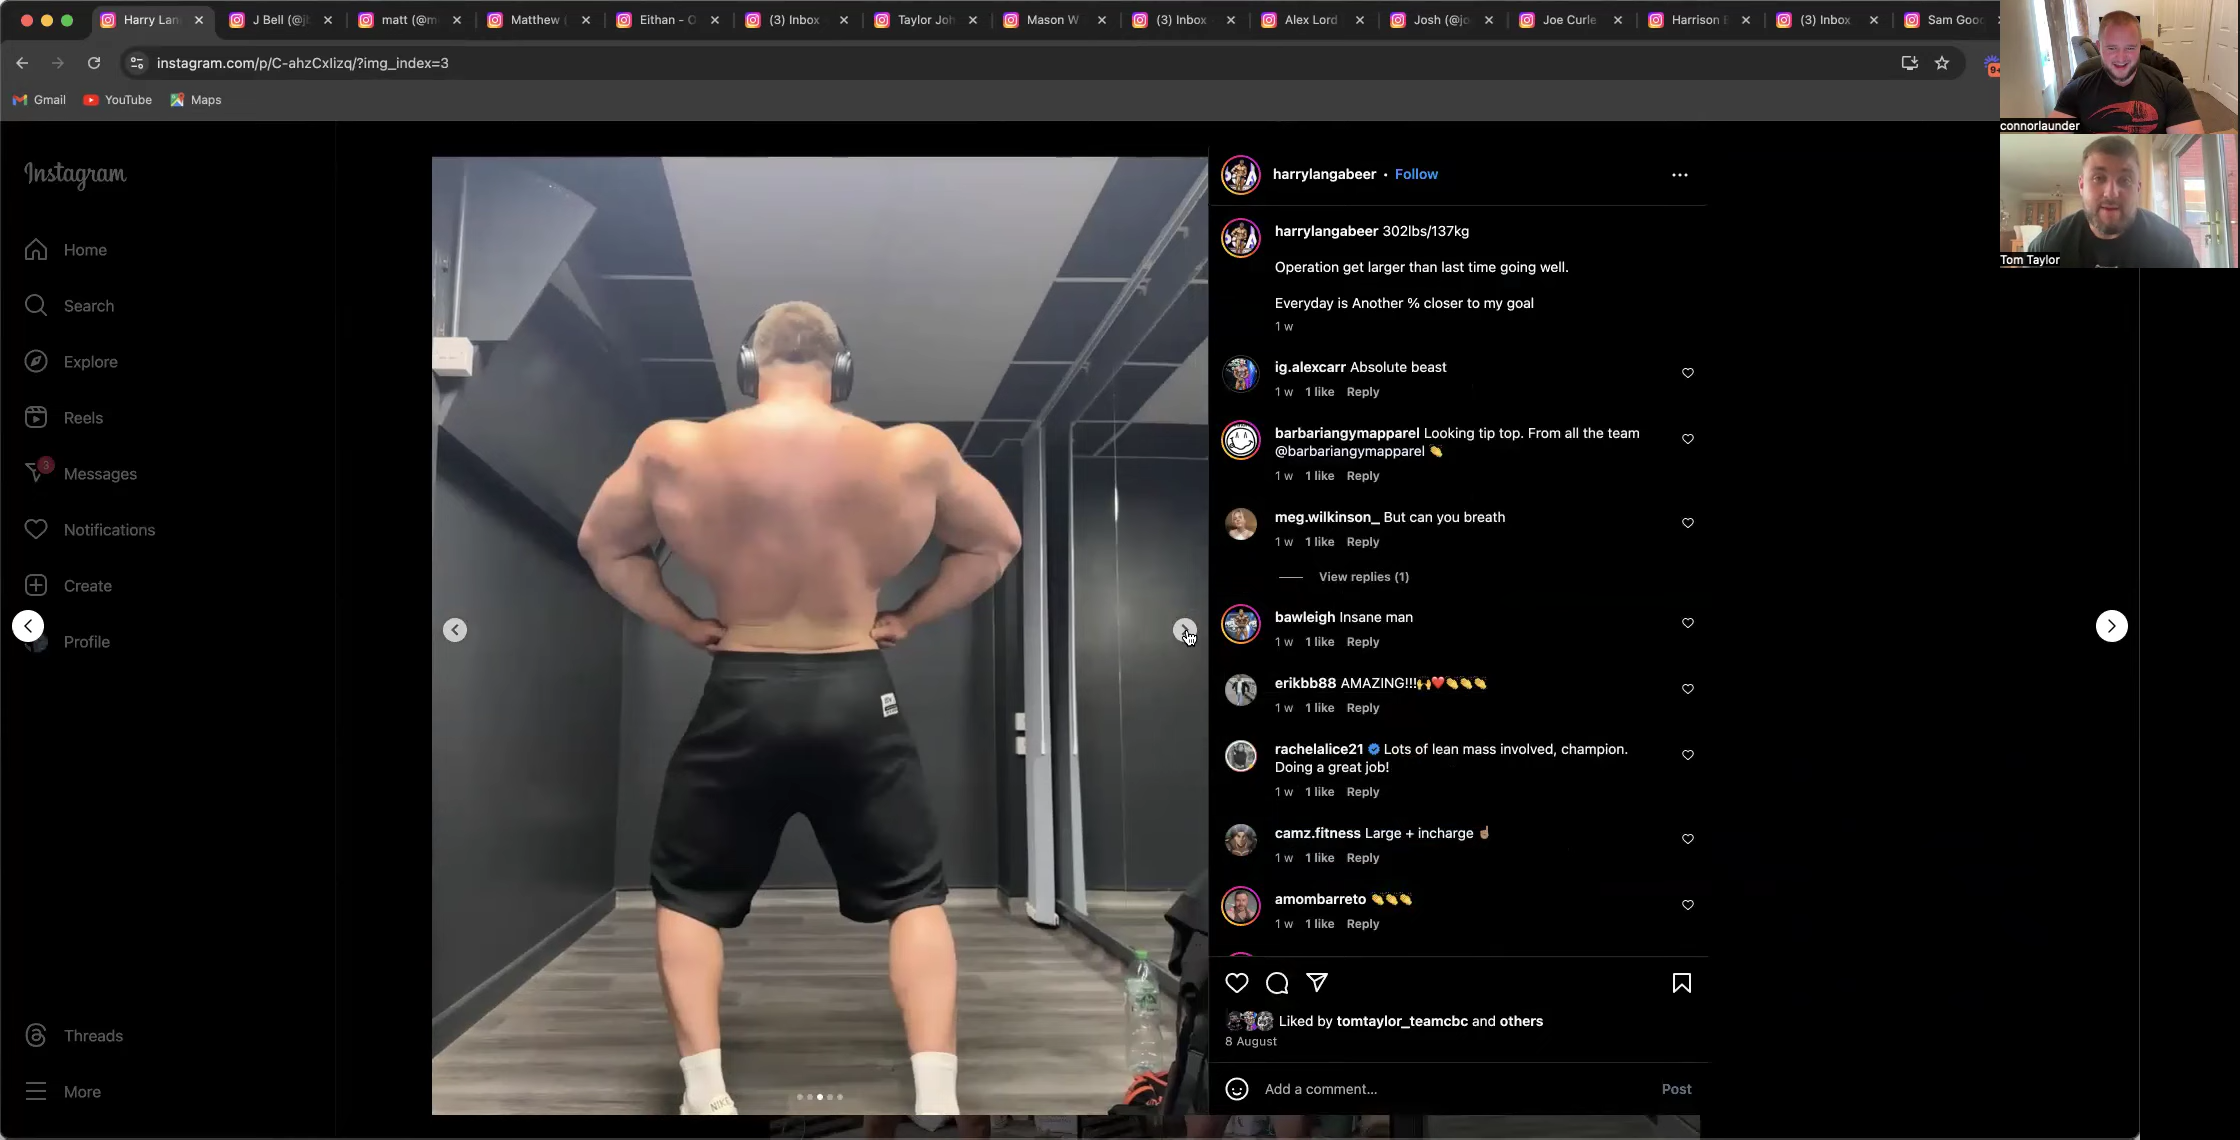 Harry Lan
J Bell (@j
matt (@m
Matthew
Eithan - O
(3) Inbox
Taylor Joh
Mason W
(3) Inbox
Alex Lord
Josh (@jo
Joe Curle
Harrison
(3) Inbox
Sam Goo
instagram.com/p/C-ahzCxlizq/?img_index=3
9+
Gmail
YouTube
Maps
connorlaunder
Tom Taylor
Instagram
Home
Search
Explore
Reels
3
Messages
Notifications
Create
Profile
Threads
More
NIKE
harrylangabeer • Follow
harrylangabeer 302lbs/137kg
Operation get larger than last time going well.
Everyday is Another % closer to my goal
1 w
ig.alexcarr Absolute beast
1 w 1 like Reply
barbariangymapparel Looking tip top. From all the team
@barbariangymapparel 👏
1 w 1 like Reply
meg.wilkinson_ But can you breath
1 w 1 like Reply
View replies (1)
bawleigh Insane man
1 w 1 like Reply
erikbb88 AMAZING!!!🙌❤️👏👏👏
1 w 1 like Reply
rachelalice21 Lots of lean mass involved, champion.
Doing a great job!
1 w 1 like Reply
camz.fitness Large + incharge ☝🏽
1 w 1 like Reply
amombarreto 👏👏👏
1 w 1 like Reply
Liked by tomtaylor_teamcbc and others
8 August
Add a comment...
Post